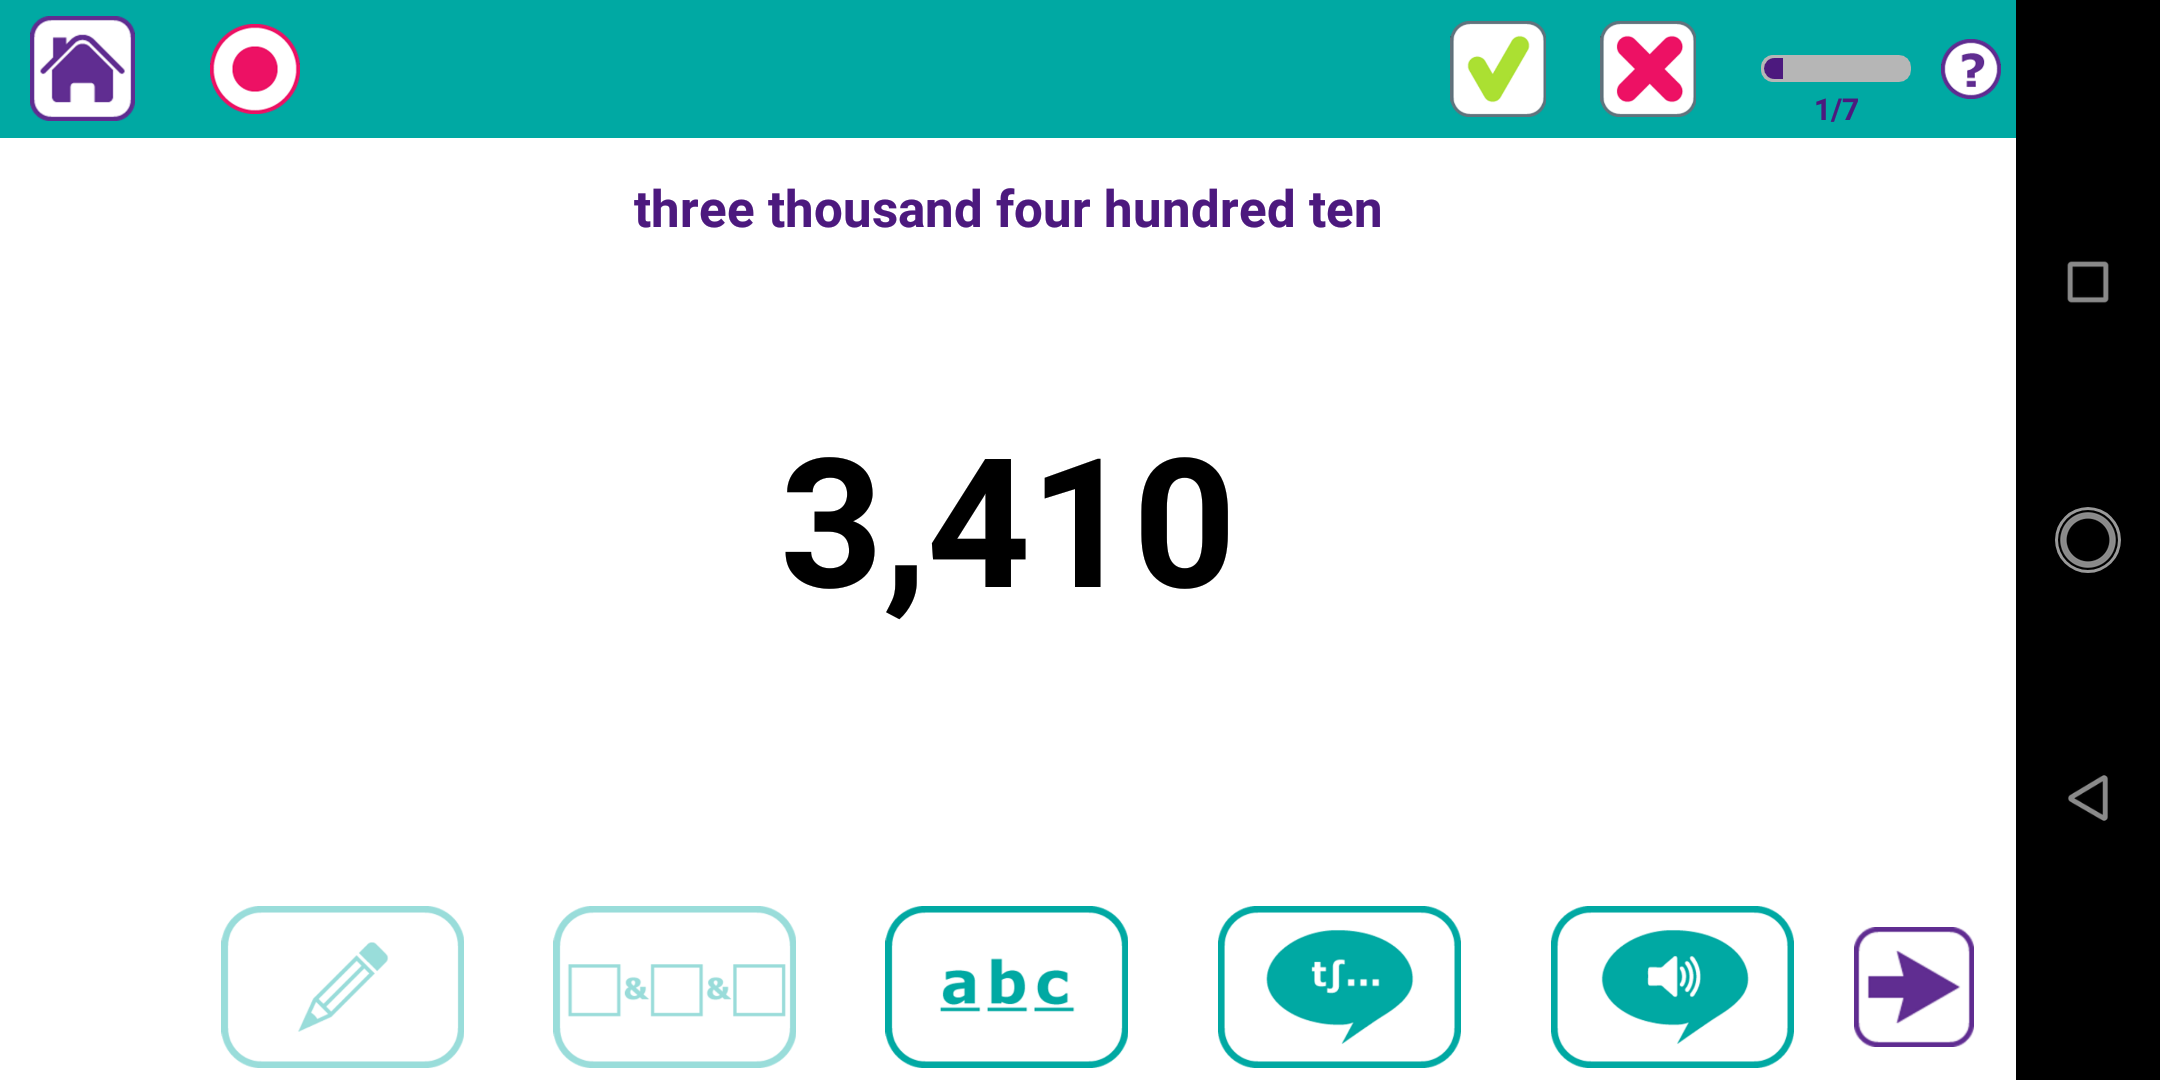 ?
1/7
three thousand four hundred ten
3,410
& &
abc
tʃ...